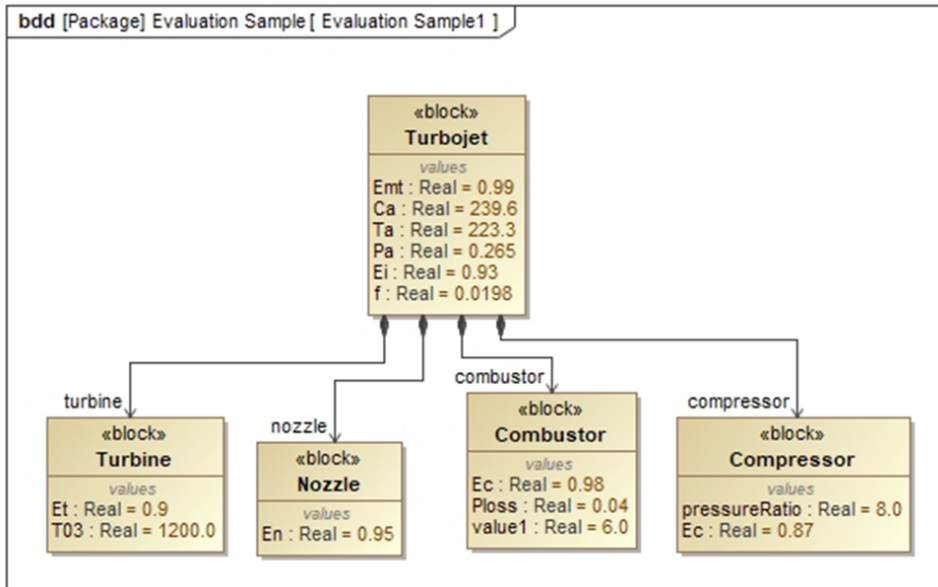 bdd [Package] Evaluation Sample [ Evaluation Sample1 ]
«block»
Turbojet
values
Emt : Real = 0.99
Ca : Real = 239.6
Ta : Real = 223.3
Pa : Real = 0.265
Ei : Real = 0.93
f : Real = 0.0198
turbine
nozzle
combustor
compressor
«block»
Turbine
values
Et : Real = 0.9
T03 : Real = 1200.0
«block»
Nozzle
values
En : Real = 0.95
«block»
Combustor
values
Ec : Real = 0.98
Ploss : Real = 0.04
value1 : Real = 6.0
«block»
Compressor
values
pressureRatio : Real = 8.0
Ec : Real = 0.87